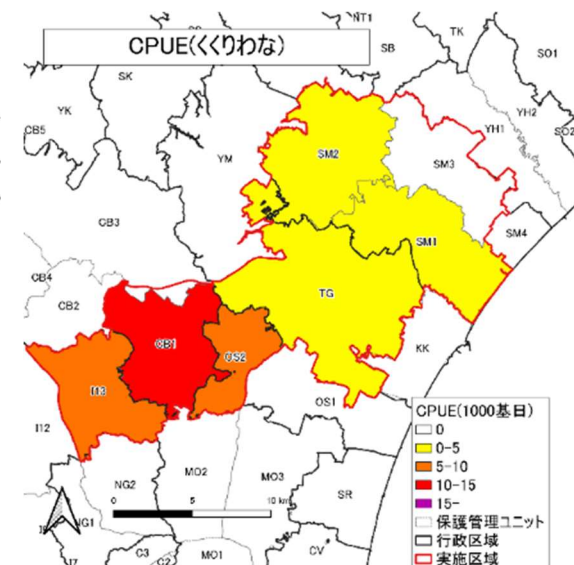 CPUE(くくりわな)
NT1
SB
TK
SO1
SK
YK
CB5
YM
SM2
YH1
YH2
SO2
SM3
CB3
SM4
SM1
CB4
CB2
TG
CB1
OS2
KK
I13
OS1
I12
MO2
MO3
NG2
SR
0 5 10 km
NG1
C3
C2
MO1
CV
I7
CPUE(1000基日)
0
0-5
5-10
10-15
15-
保護管理ユニット
行政区域
実施区域